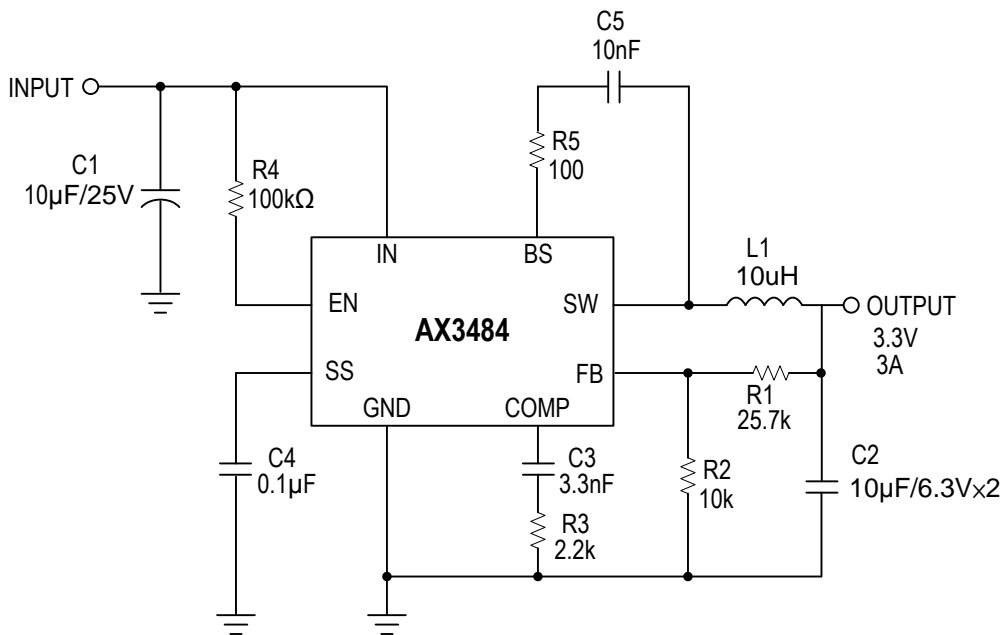 C5
10nF
INPUT
R5
100
C1
10µF/25V
R4
100kΩ
IN
BS
L1
10uH
EN
SW
OUTPUT
3.3V
3A
AX3484
SS
FB
GND
COMP
R1
25.7k
C4
0.1µF
C3
3.3nF
R2
10k
C2
10µF/6.3V×2
R3
2.2k